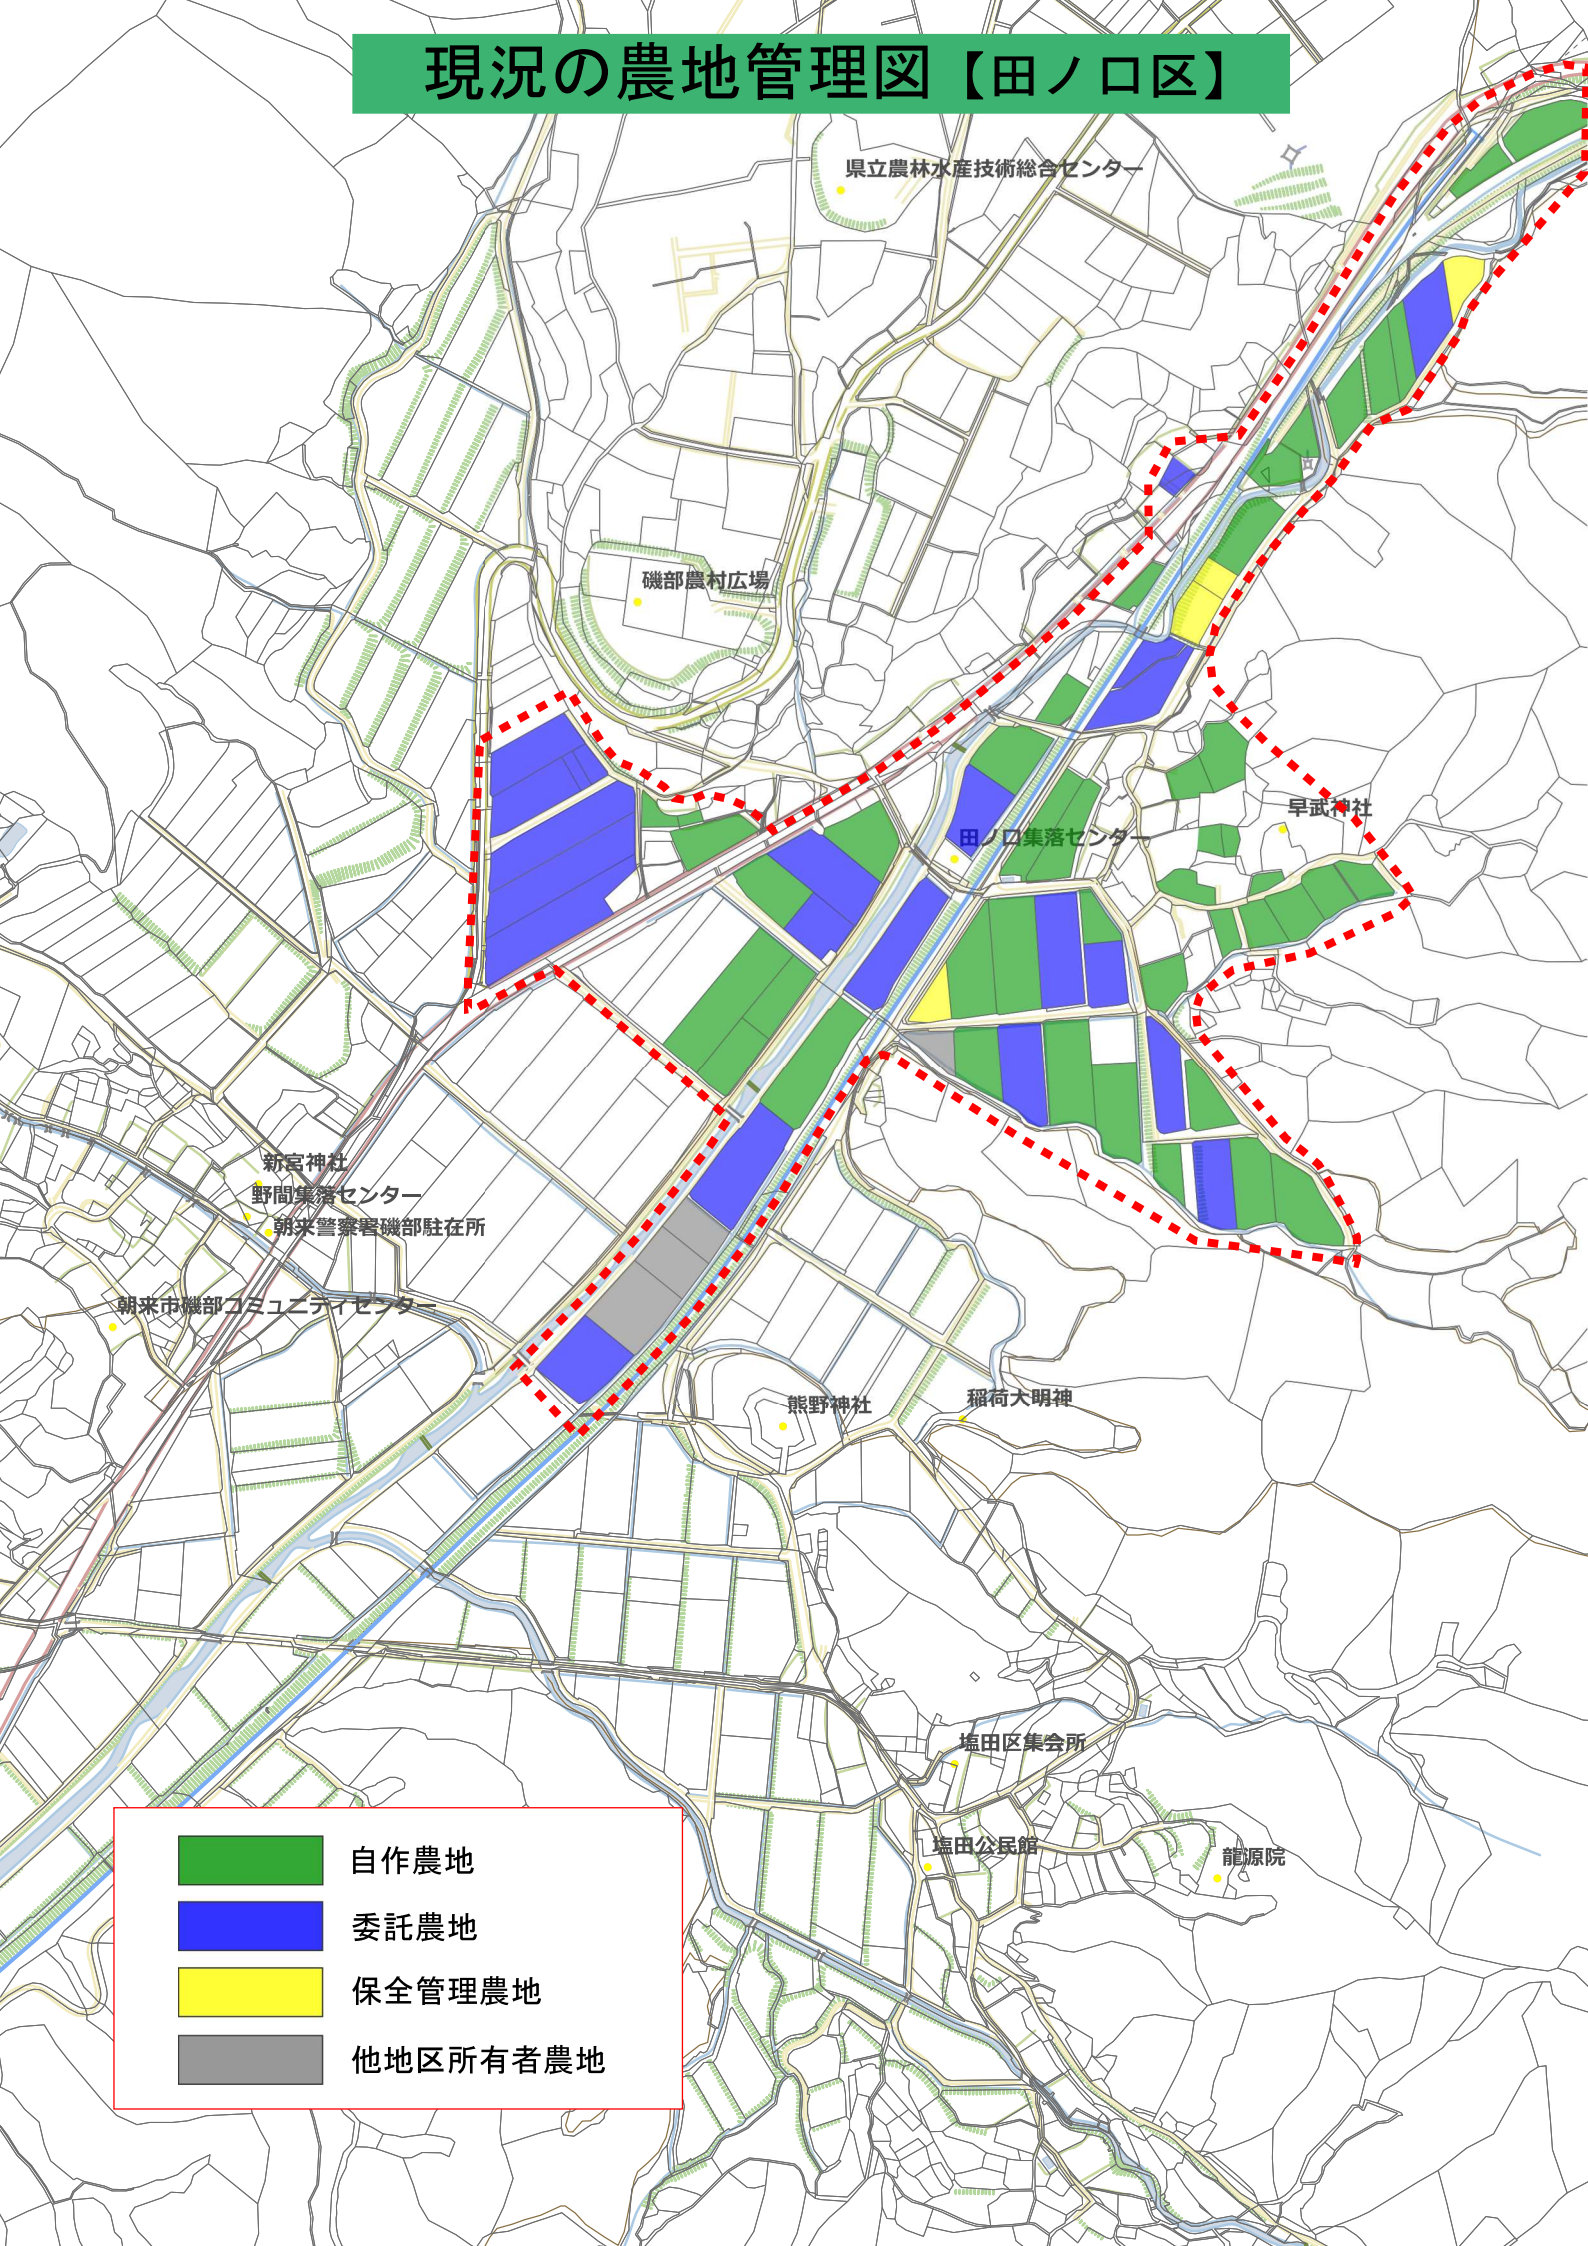 現況の農地管理図【田ノ口区】
県立農林水産技術総合センター
磯部農村広場
早武神社
田ノ口集落センター
新宮神社
野間集落センター
朝来警察署磯部駐在所
朝来市磯部コミュニティセンター
熊野神社
稲荷大明神
塩田区集会所
塩田公民館
龍源院
自作農地
委託農地
保全管理農地
他地区所有者農地